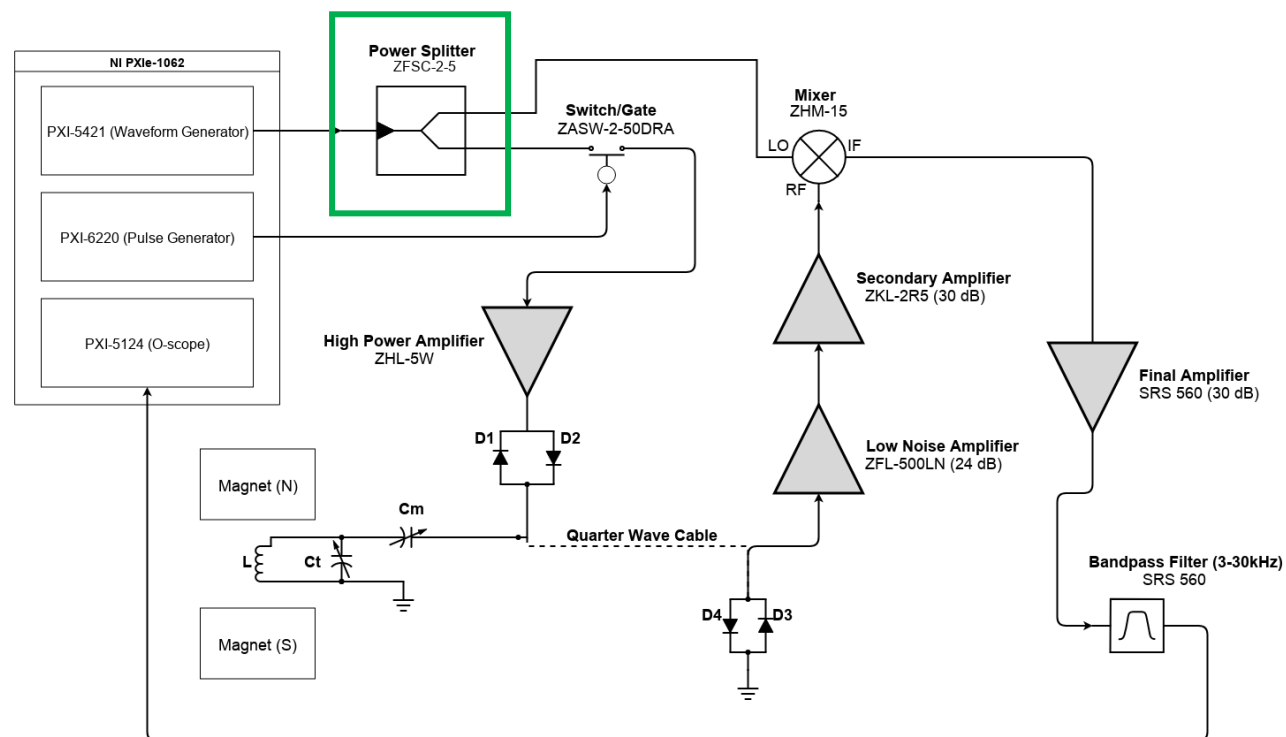 NI PXIe-1062
PXI-5421 (Waveform Generator)
PXI-6220 (Pulse Generator)
PXI-5124 (O-scope)
Power Splitter
ZFSC-2-5
Switch/Gate
ZASW-2-50DRA
Mixer
ZHM-15
LO
IF
RF
High Power Amplifier
ZHL-5W
Secondary Amplifier
ZKL-2R5 (30 dB)
Final Amplifier
SRS 560 (30 dB)
D1
D2
Low Noise Amplifier
ZFL-500LN (24 dB)
Magnet (N)
Cm
Quarter Wave Cable
L
Ct
Bandpass Filter (3-30kHz)
SRS 560
D4
D3
Magnet (S)